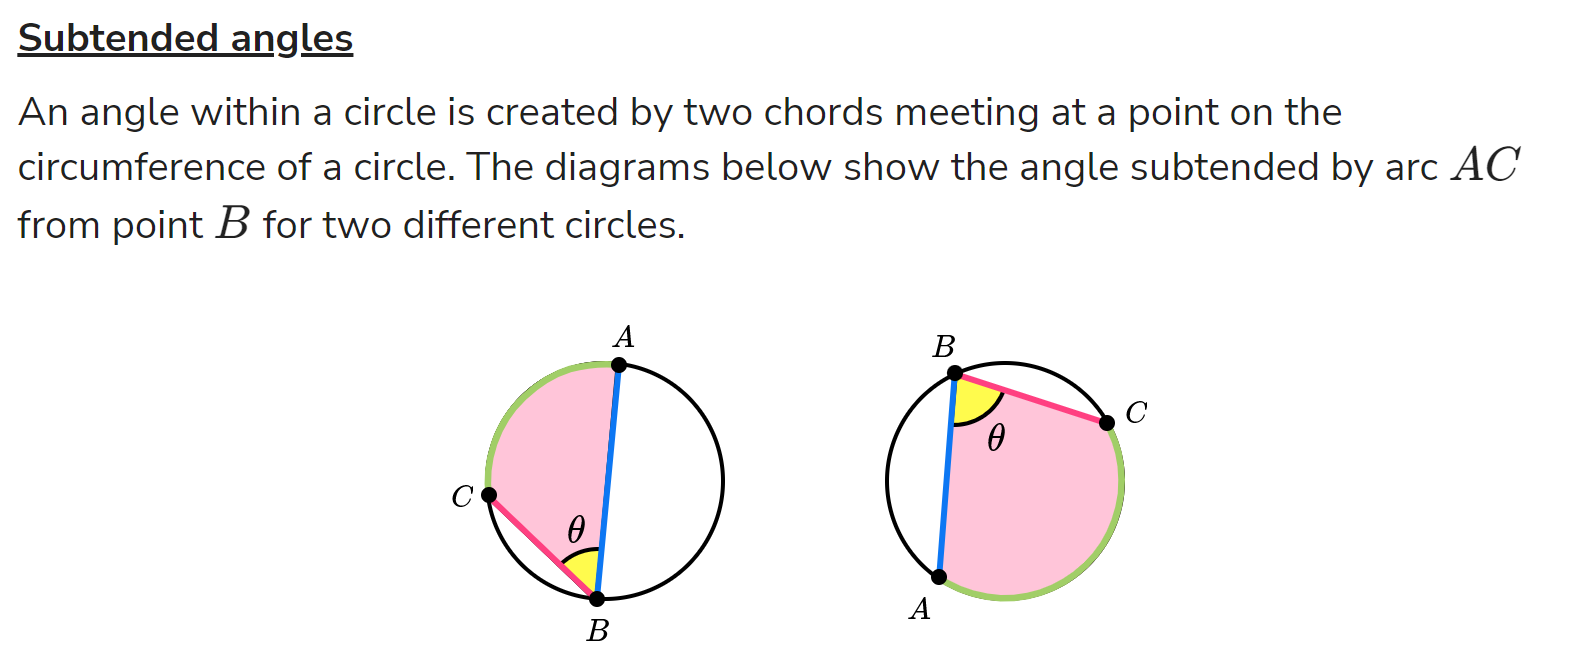 Subtended angles
An angle within a circle is created by two chords meeting at a point on the
circumference of a circle. The diagrams below show the angle subtended by arc AC
from point B for two different circles.
A
C
θ
B
B
C
θ
A